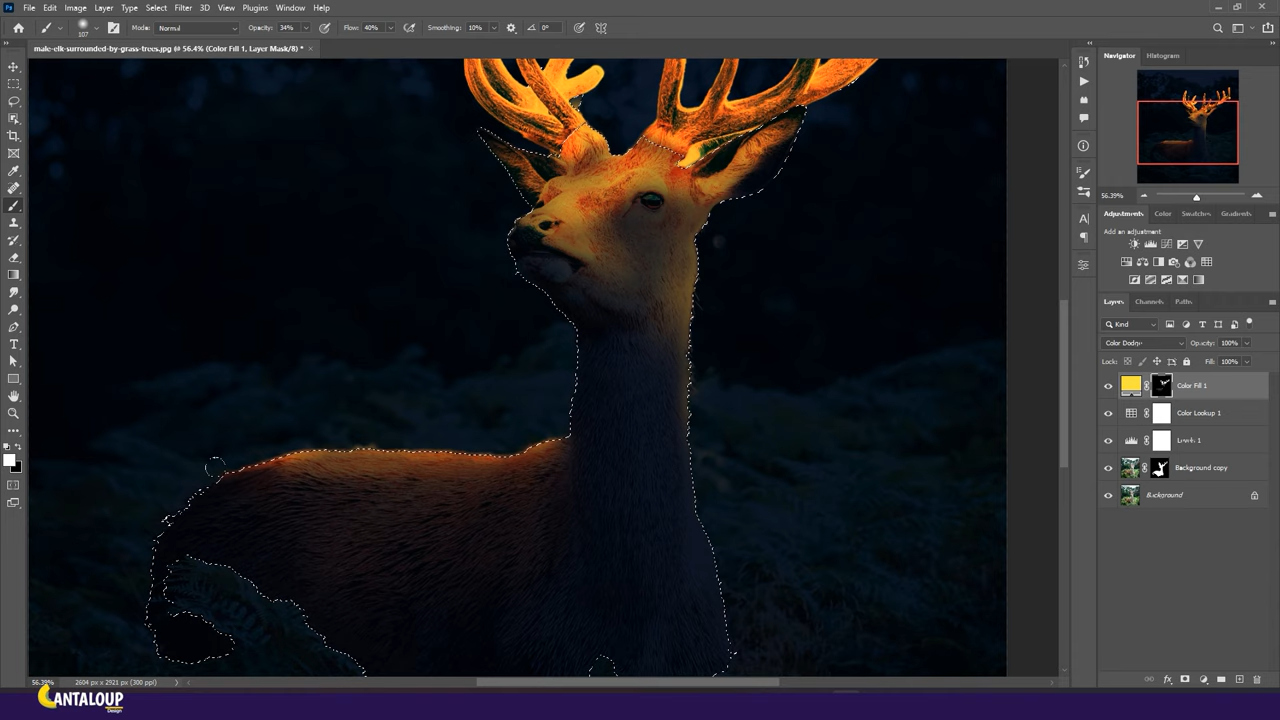 Ps File Edit Image Layer Type Select Filter 3D View Plugins Window Help
107 Mode: Normal Opacity: 34% Flow: 40% Smoothing: 10% 0°
male-elk-surrounded-by-grass-trees.jpg @ 56.4% (Color Fill 1, Layer Mask/8) * ×
Navigator Histogram
56.39%
Adjustments Color Swatches Gradients
Add an adjustment
Layers Channels Paths
Kind
Color Dodge Opacity: 100%
Lock: Fill: 100%
Color Fill 1
Color Lookup 1
Levels 1
Background copy
Background
56.39% 2604 px x 2921 px (300 ppi)
CANTALOUP
Design